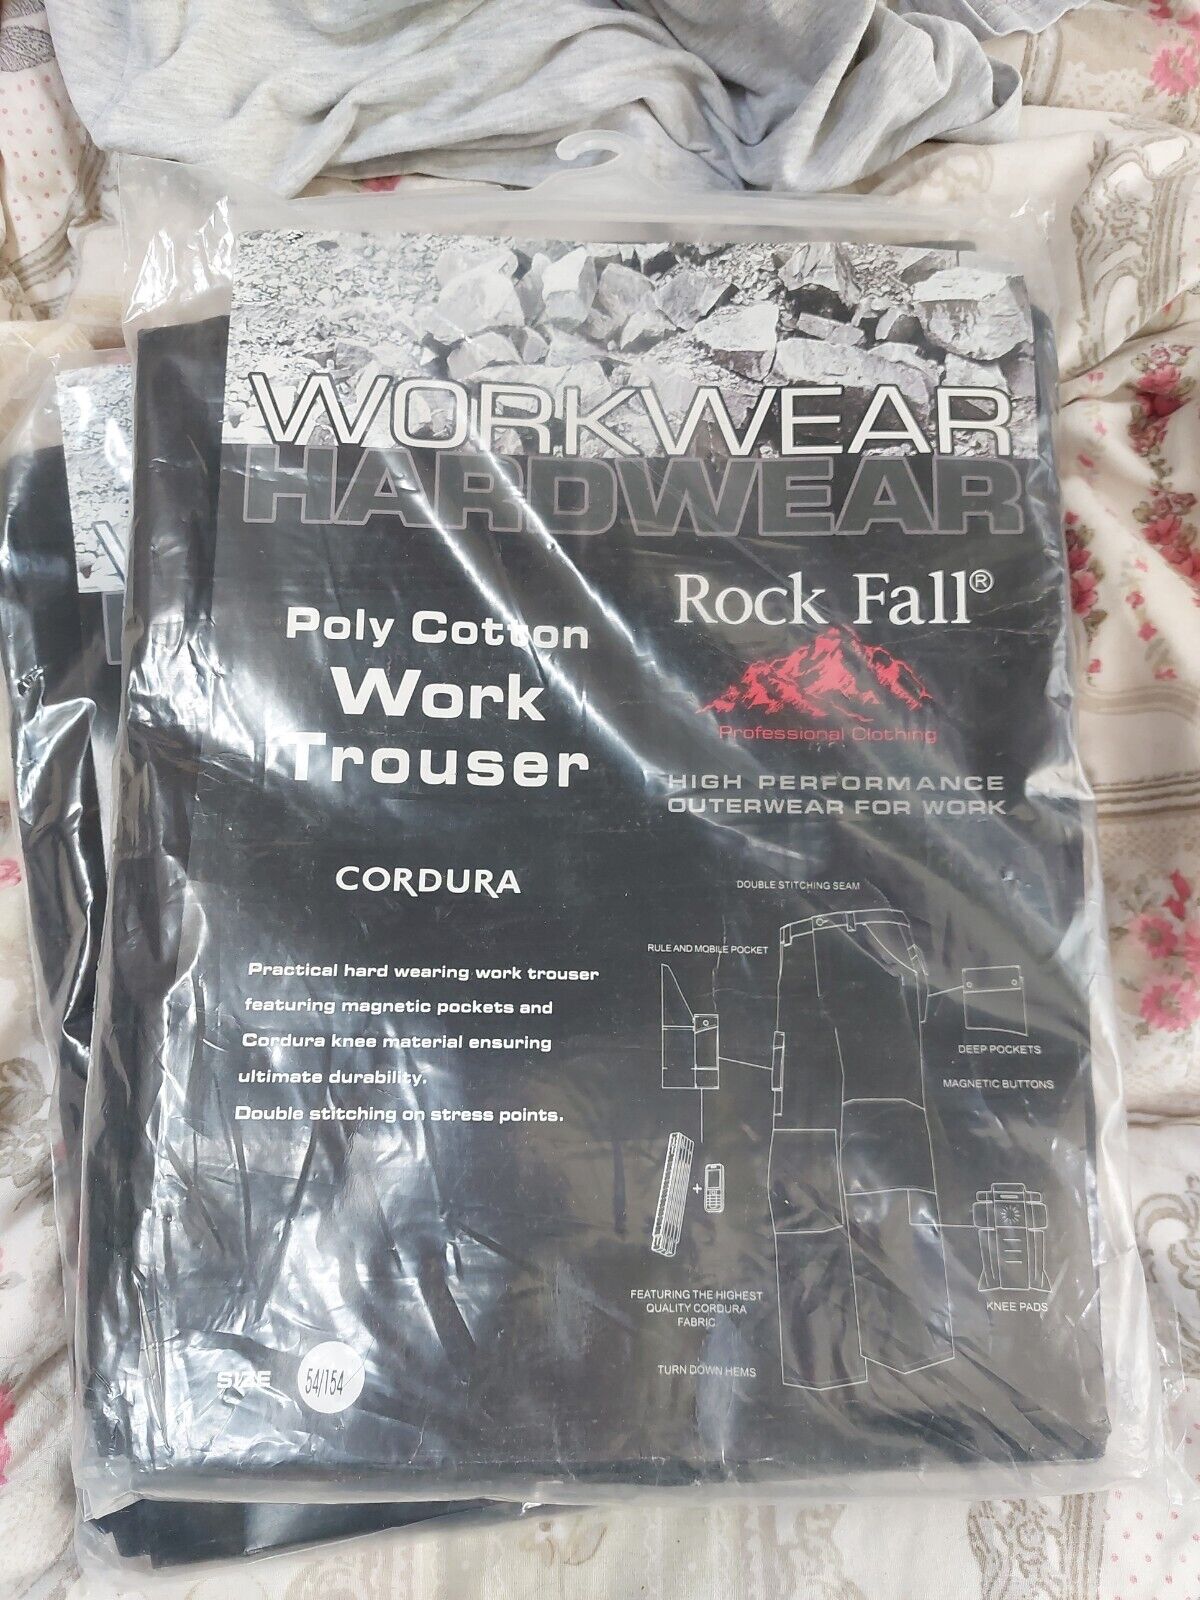 WORKWEAR
HARDWEAR
Rock Fall®
Professional Clothing
HIGH PERFORMANCE
OUTERWEAR FOR WORK
Poly Cotton
Work
Trouser
CORDURA
Practical hard wearing work trouser
featuring magnetic pockets and
Cordura knee material ensuring
ultimate durability.
Double stitching on stress points.
DOUBLE STITCHING SEAM
RULE AND MOBILE POCKET
DEEP POCKETS
MAGNETIC BUTTONS
+
KNEE PADS
FEATURING THE HIGHEST
QUALITY CORDURA
FABRIC
TURN DOWN HEMS
SIZE 54/154